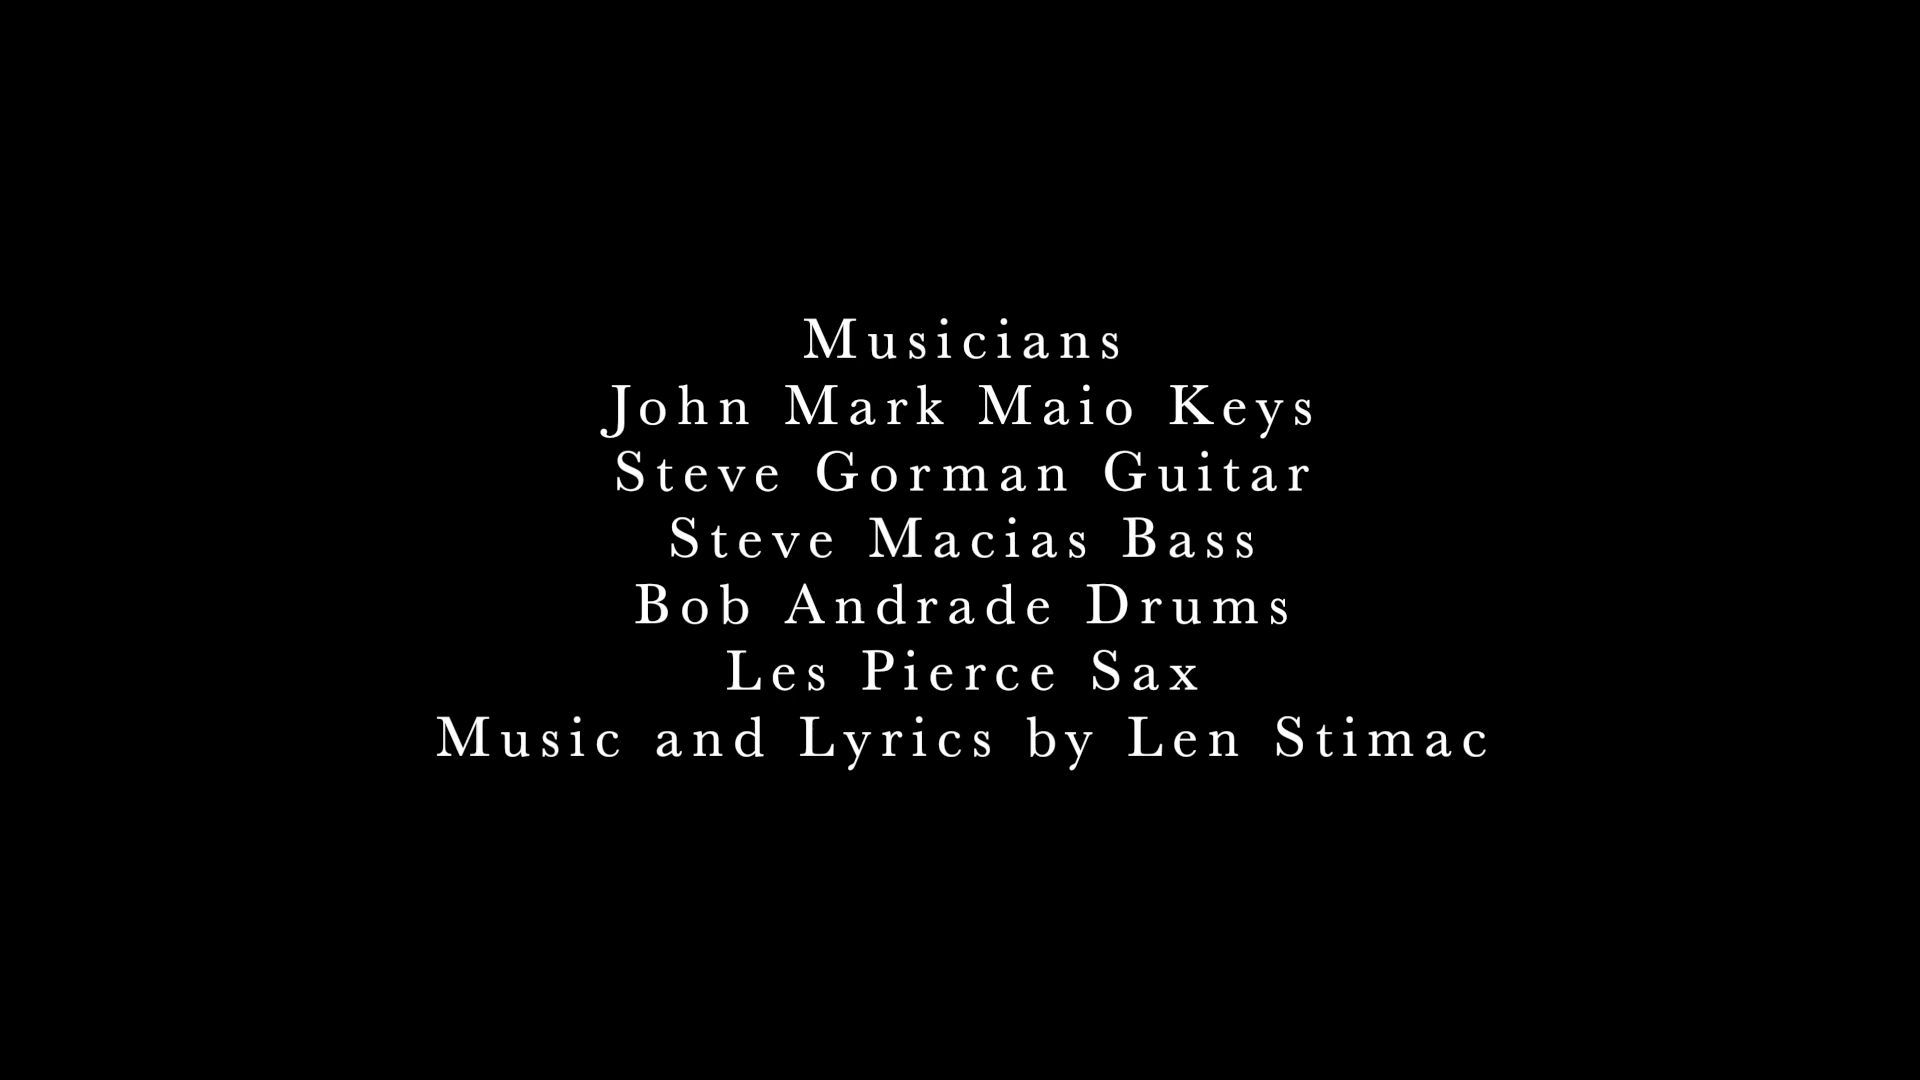 Musicians
John Mark Maio Keys
Steve Gorman Guitar
Steve Macias Bass
Bob Andrade Drums
Les Pierce Sax
Music and Lyrics by Len Stimac